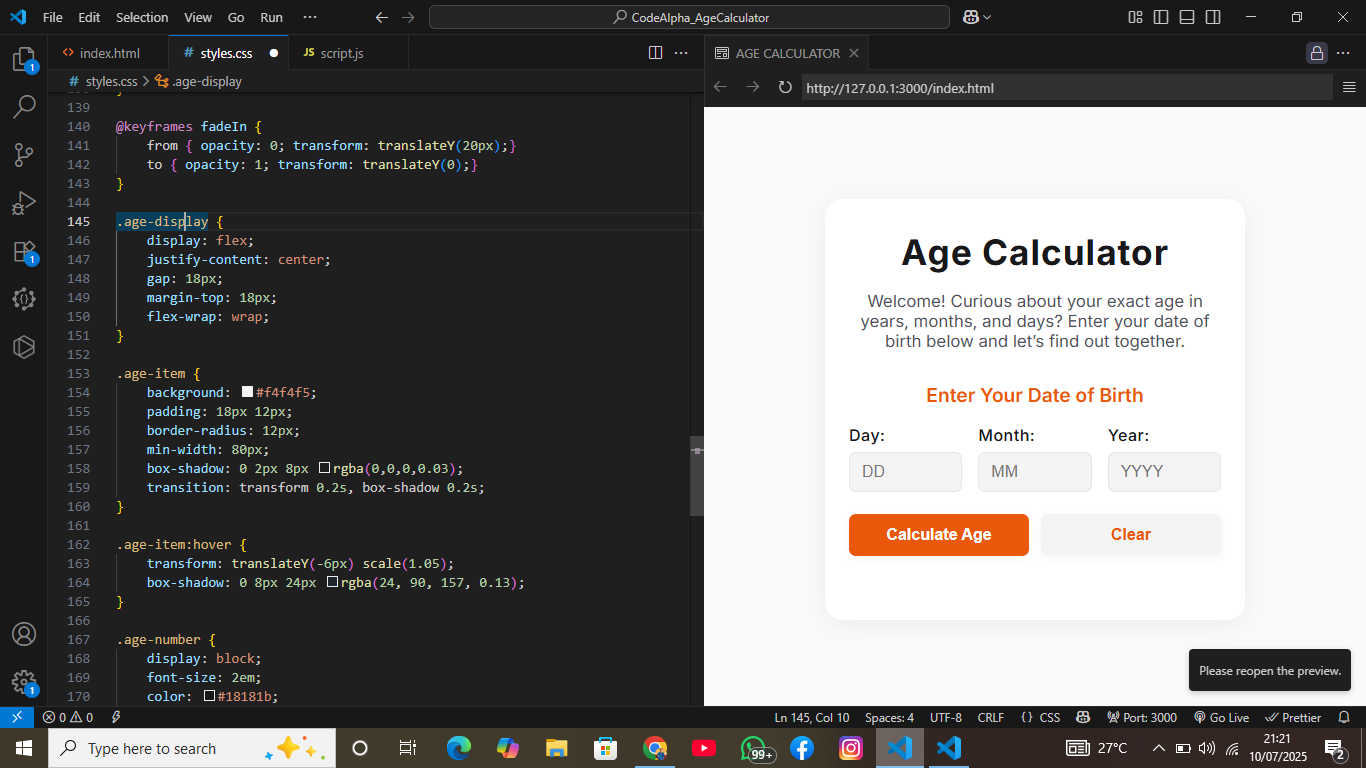 File Edit Selection View Go Run ···
CodeAlpha_AgeCalculator
index.html
# styles.css
JS script.js
AGE CALCULATOR
# styles.css > .age-display
http://127.0.0.1:3000/index.html
139
140 @keyframes fadeIn {
141 from { opacity: 0; transform: translateY(20px);}
142 to { opacity: 1; transform: translateY(0);}
143 }
144
145 .age-display {
146 display: flex;
147 justify-content: center;
148 gap: 18px;
149 margin-top: 18px;
150 flex-wrap: wrap;
151 }
152
153 .age-item {
154 background: #f4f4f5;
155 padding: 18px 12px;
156 border-radius: 12px;
157 min-width: 80px;
158 box-shadow: 0 2px 8px rgba(0,0,0,0.03);
159 transition: transform 0.2s, box-shadow 0.2s;
160 }
161
162 .age-item:hover {
163 transform: translateY(-6px) scale(1.05);
164 box-shadow: 0 8px 24px rgba(24, 90, 157, 0.13);
165 }
166
167 .age-number {
168 display: block;
169 font-size: 2em;
170 color: #18181b;
1
1
1
Age Calculator
Welcome! Curious about your exact age in
years, months, and days? Enter your date of
birth below and let’s find out together.
Enter Your Date of Birth
Day: Month: Year:
DD MM YYYY
Calculate Age Clear
Please reopen the preview.
0 0
Ln 145, Col 10 Spaces: 4 UTF-8 CRLF {} CSS Port: 3000 Go Live Prettier
Type here to search
99+
27°C
21:21
10/07/2025
2